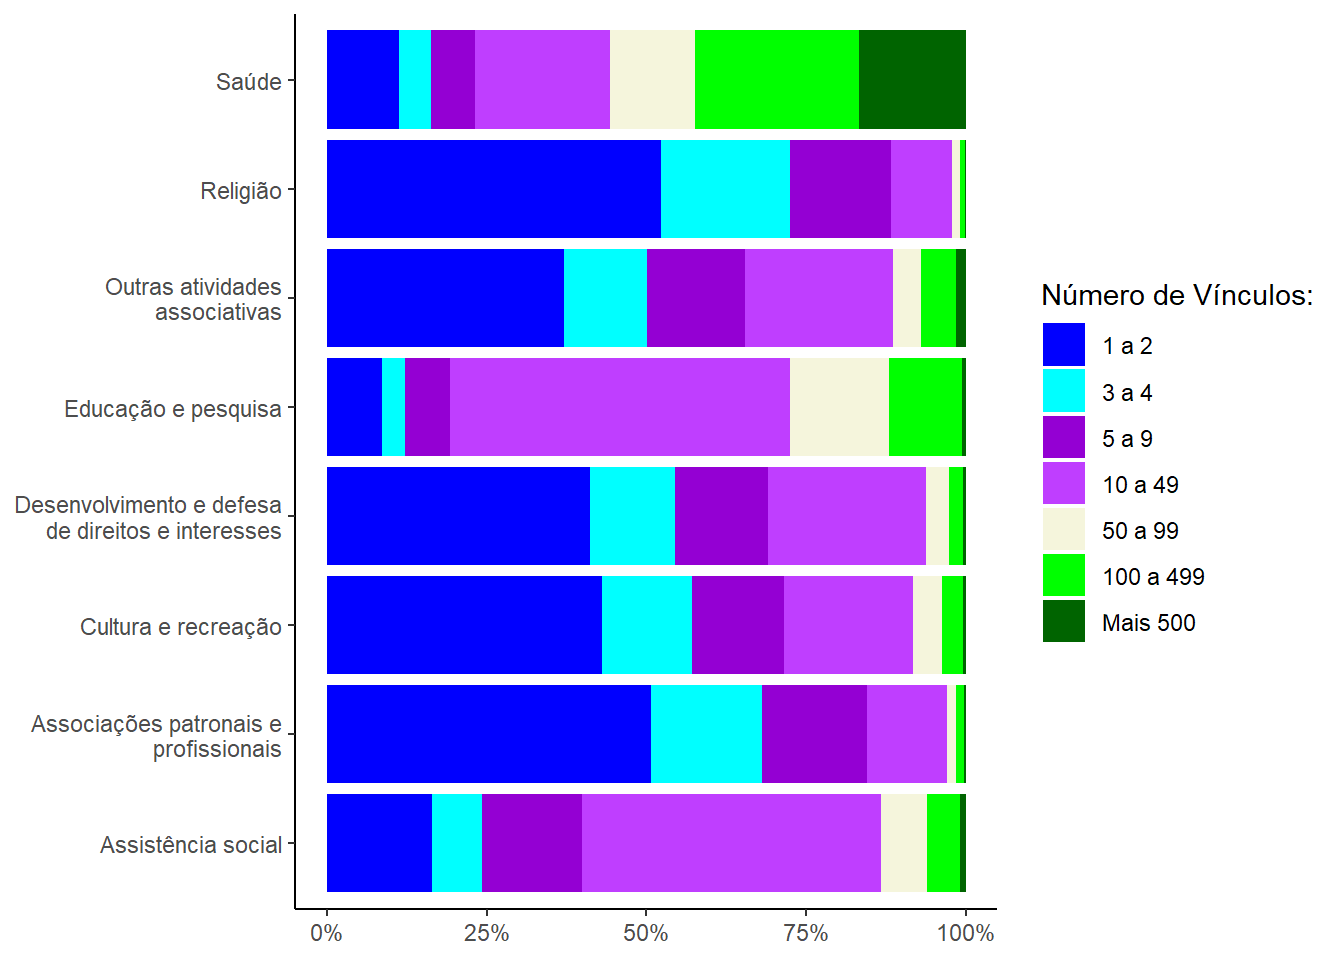 Saúde
Religião
Outras atividades
associativas
Educação e pesquisa
Desenvolvimento e defesa
de direitos e interesses
Cultura e recreação
Associações patronais e
profissionais
Assistência social
0%
25%
50%
75%
100%
Número de Vínculos:
1 a 2
3 a 4
5 a 9
10 a 49
50 a 99
100 a 499
Mais 500